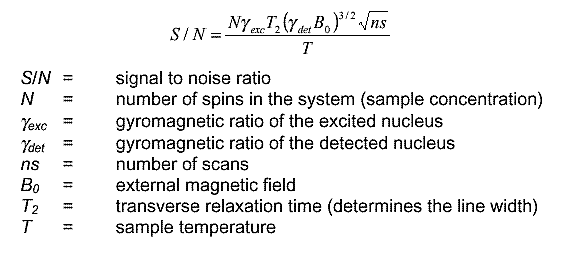 S / N = Nγexc T2 (γdet B0)^3/2 √ns / T
S/N = signal to noise ratio
N = number of spins in the system (sample concentration)
γexc = gyromagnetic ratio of the excited nucleus
γdet = gyromagnetic ratio of the detected nucleus
ns = number of scans
B0 = external magnetic field
T2 = transverse relaxation time (determines the line width)
T = sample temperature